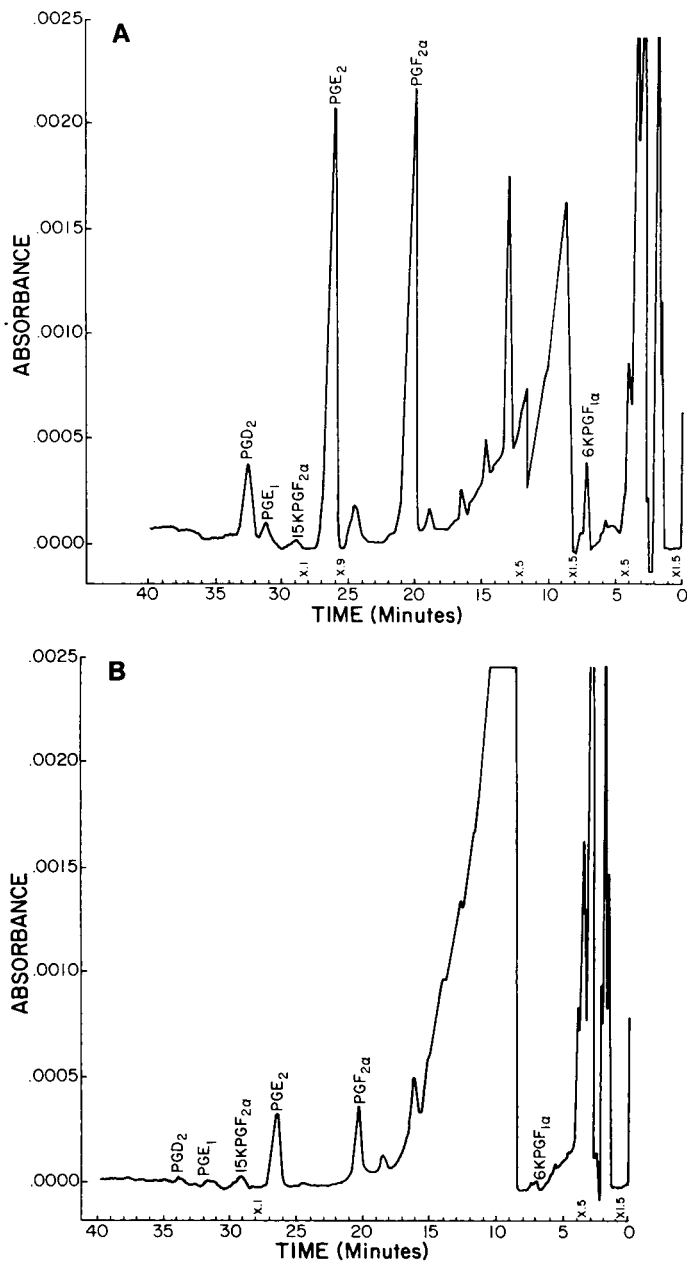 A
.0025
.0020
.0015
.0010
.0005
.0000
ABSORBANCE
PGD2
PGE1
15KPGF2α
PGE2
PGF2α
6KPGF1α
X.1
X.9
X.5
X1.5
X.5
X1.5
40 35 30 25 20 15 10 5 0
TIME (Minutes)
B
.0025
.0020
.0015
.0010
.0005
.0000
ABSORBANCE
PGD2
PGE1
15KPGF2α
PGE2
PGF2α
6KPGF1α
X.1
X.5
X1.5
40 35 30 25 20 15 10 5 0
TIME (Minutes)